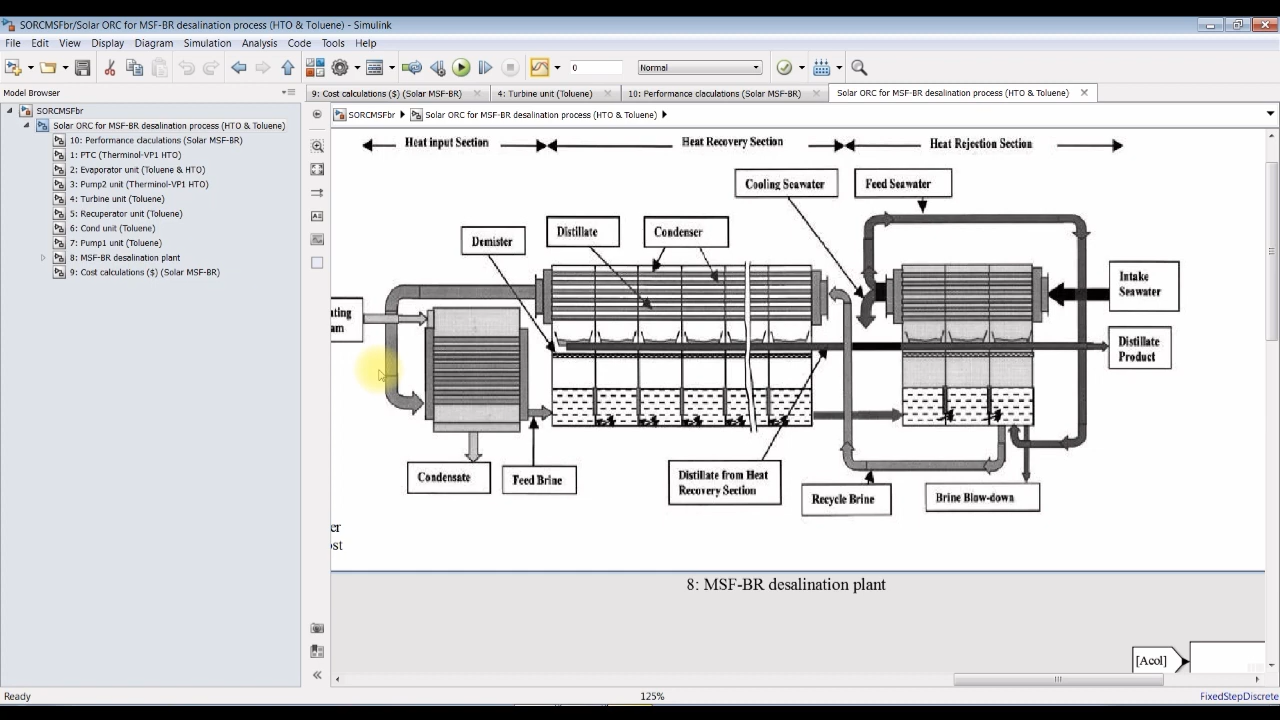 SORCMSFbr/Solar ORC for MSF-BR desalination process (HTO & Toluene) - Simulink
File Edit View Display Diagram Simulation Analysis Code Tools Help
0
Normal
Model Browser
9: Cost calculations ($) (Solar MSF-BR)
4: Turbine unit (Toluene)
10: Performance claculations (Solar MSF-BR)
Solar ORC for MSF-BR desalination process (HTO & Toluene)
SORCMSFbr
Solar ORC for MSF-BR desalination process (HTO & Toluene)
SORCMSFbr
Solar ORC for MSF-BR desalination process (HTO & Toluene)
10: Performance claculations (Solar MSF-BR)
1: PTC (Therminol-VP1 HTO)
2: Evaporator unit (Toluene & HTO)
3: Pump2 unit (Therminol-VP1 HTO)
4: Turbine unit (Toluene)
5: Recuperator unit (Toluene)
6: Cond unit (Toluene)
7: Pump1 unit (Toluene)
8: MSF-BR desalination plant
9: Cost calculations ($) (Solar MSF-BR)
Heat input Section
Heat Recovery Section
Heat Rejection Section
Cooling Seawater
Feed Seawater
Demister
Distillate
Condenser
Intake
Seawater
ating
am
Distillate
Product
Condensate
Feed Brine
Distillate from Heat
Recovery Section
Recycle Brine
Brine Blow-down
er
ost
8: MSF-BR desalination plant
[Acol]
Ready
125%
FixedStepDiscrete